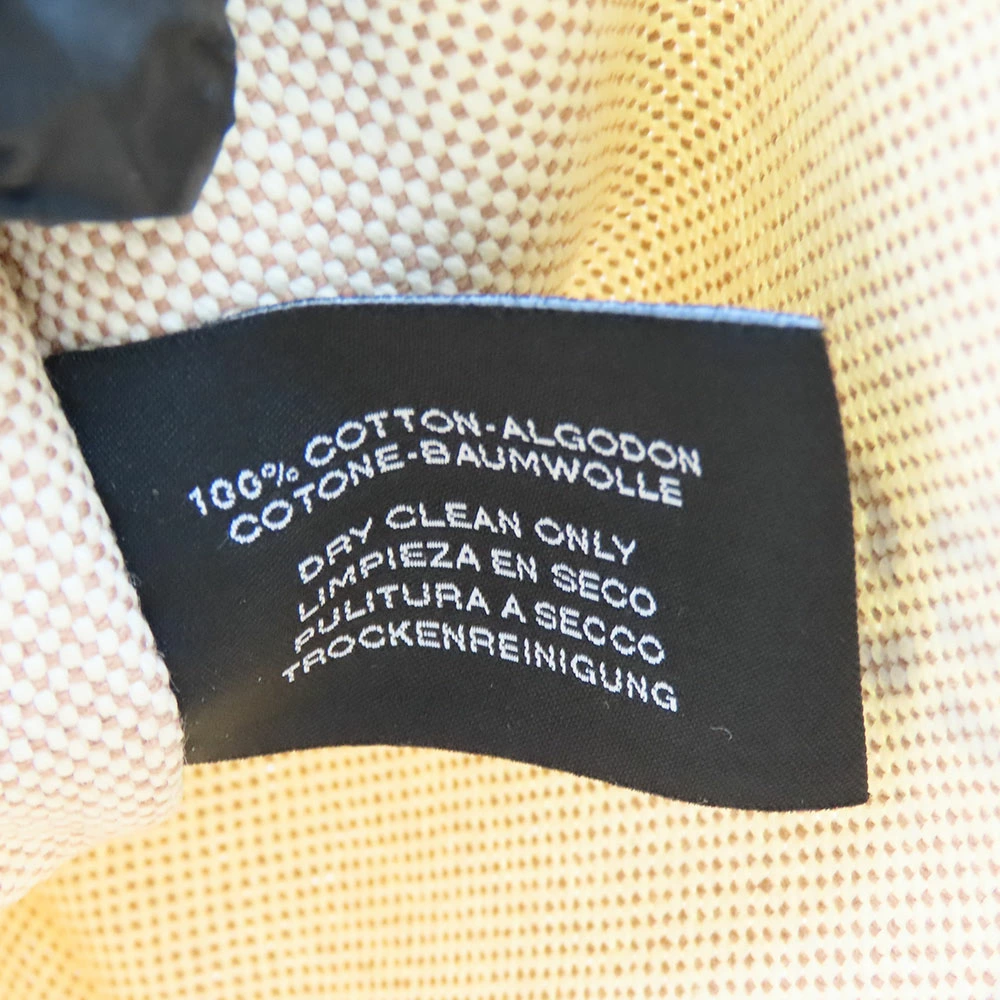 100% COTTON-ALGODON
COTONE-BAUMWOLLE
DRY CLEAN ONLY
LIMPIEZA EN SECO
PULITURA A SECCO
TROCKENREINIGUNG